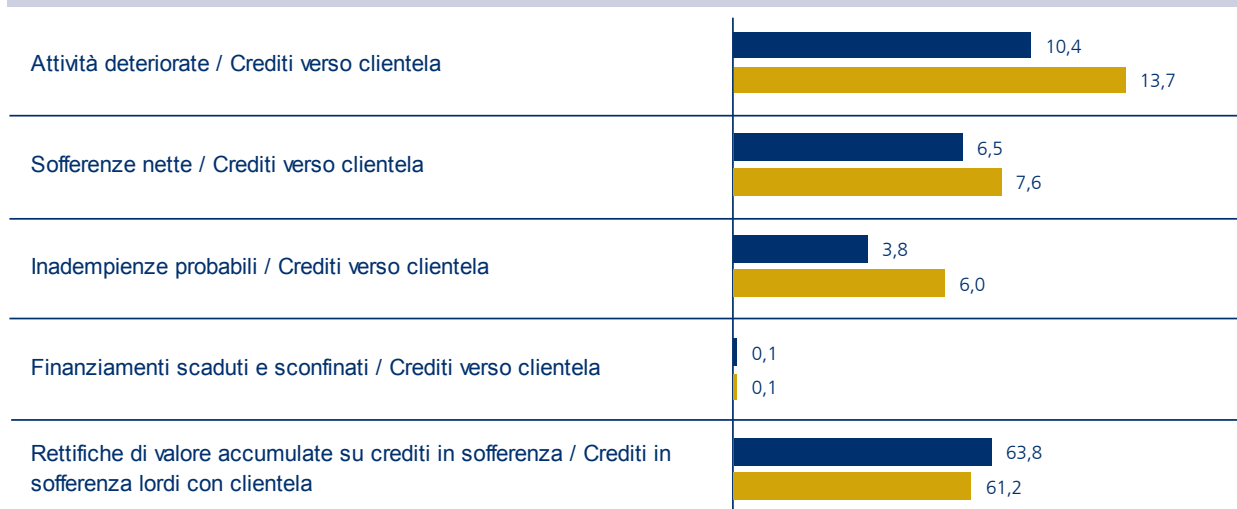 Attività deteriorate / Crediti verso clientela
10,4
13,7
Sofferenze nette / Crediti verso clientela
6,5
7,6
Inadempienze probabili / Crediti verso clientela
3,8
6,0
Finanziamenti scaduti e sconfinati / Crediti verso clientela
0,1
0,1
Rettifiche di valore accumulate su crediti in sofferenza / Crediti in
sofferenza lordi con clientela
63,8
61,2